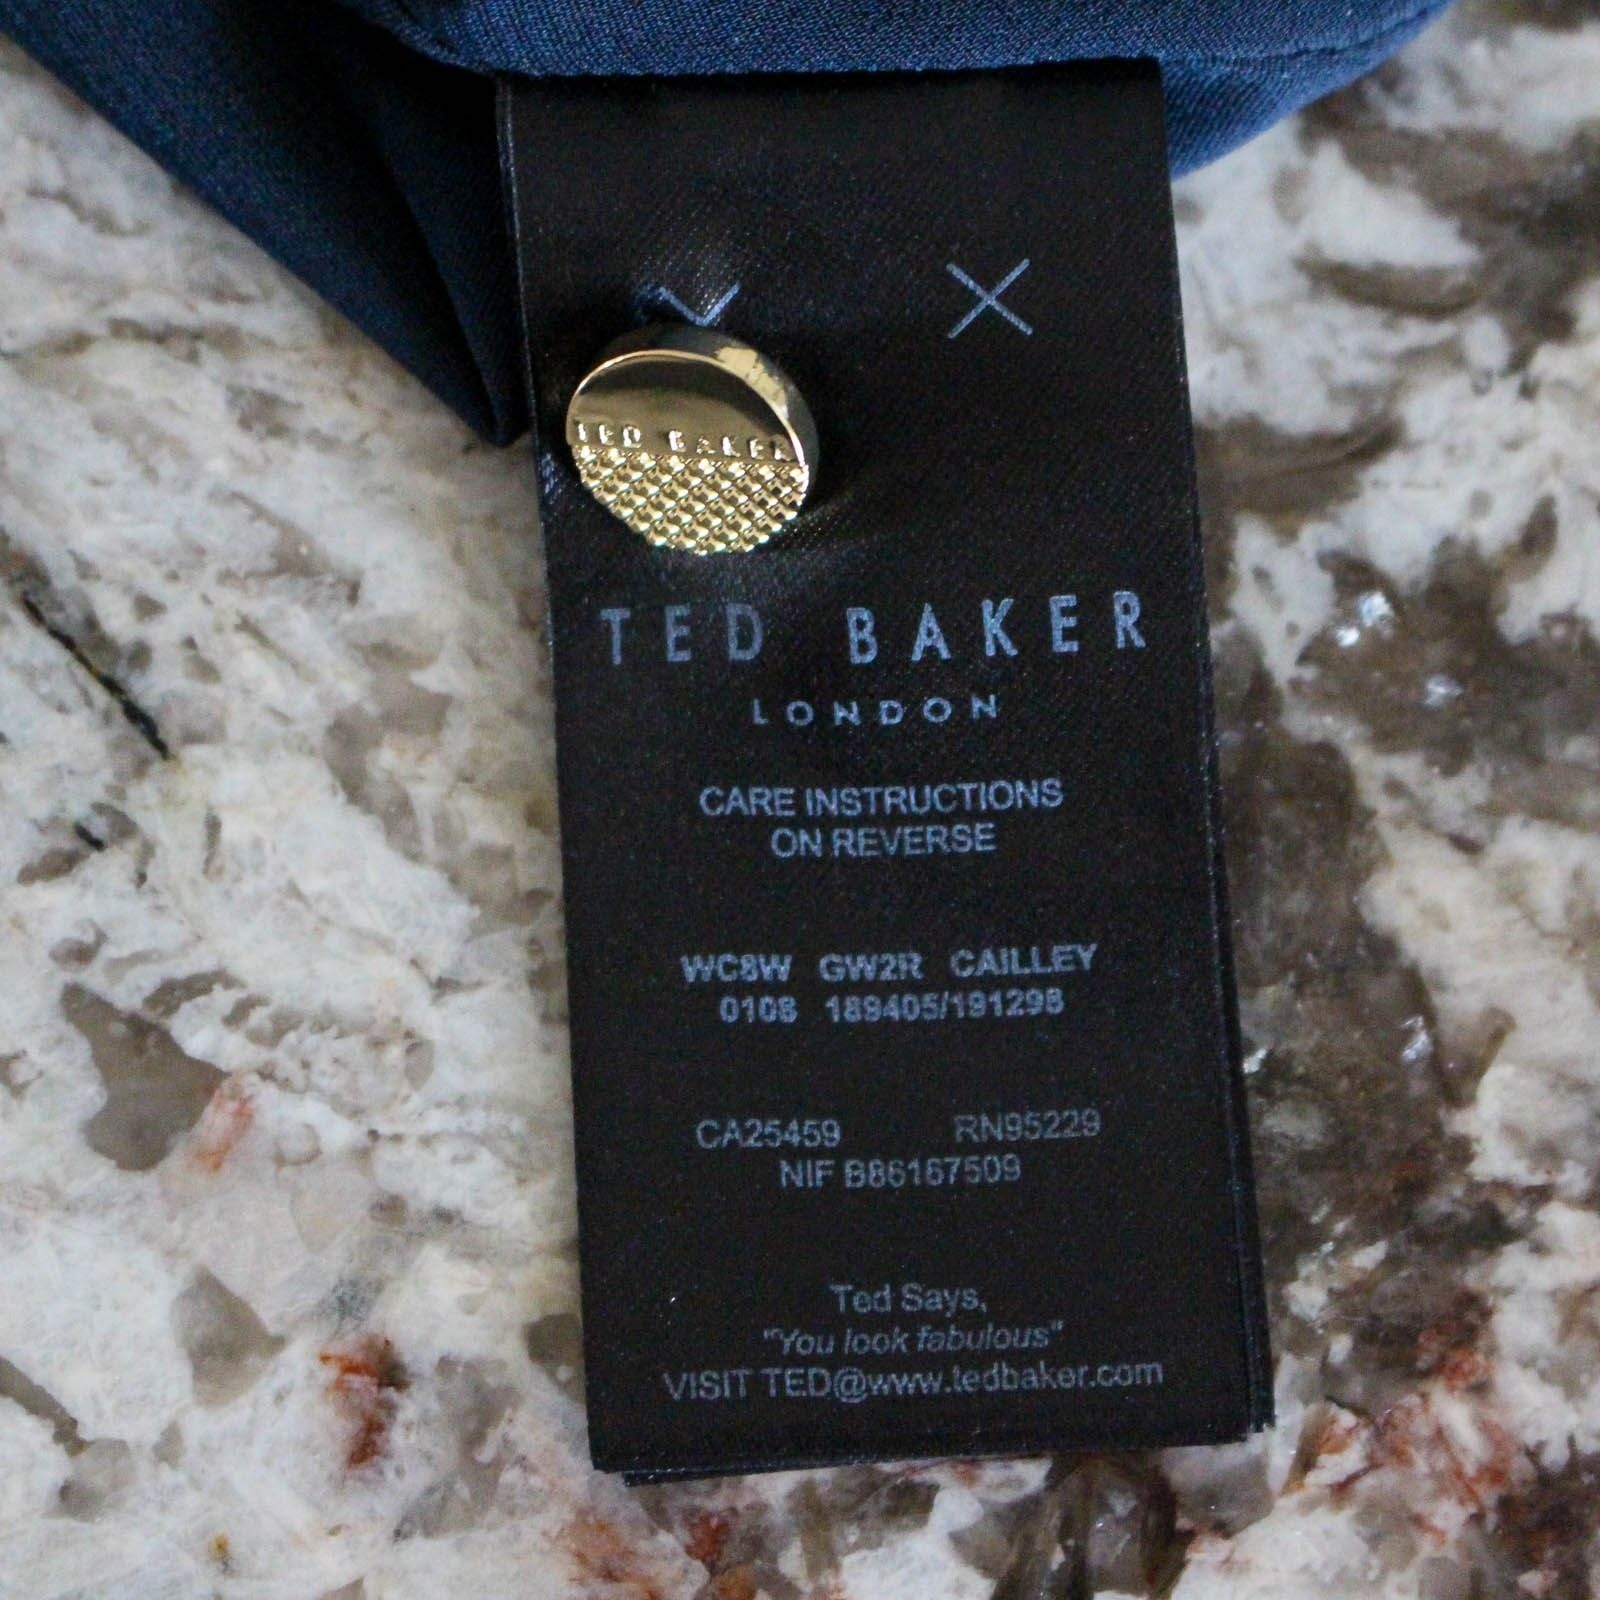 TED BAKER
TED BAKER
LONDON
CARE INSTRUCTIONS
ON REVERSE
WC8W GW2R CAILLEY
0108 189405/191298
CA25459 RN95229
NIF B86167509
Ted Says,
"You look fabulous"
VISIT TED@www.tedbaker.com